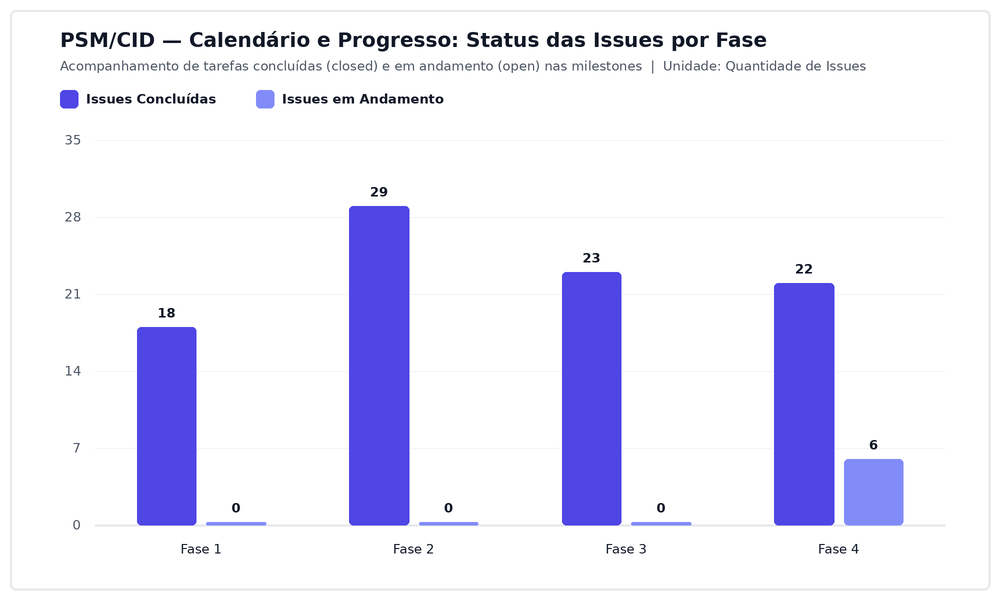 PSM/CID — Calendário e Progresso: Status das Issues por Fase
Acompanhamento de tarefas concluídas (closed) e em andamento (open) nas milestones | Unidade: Quantidade de Issues
Issues Concluídas
Issues em Andamento
35
28
21
14
7
0
18
0
29
0
23
0
22
6
Fase 1
Fase 2
Fase 3
Fase 4